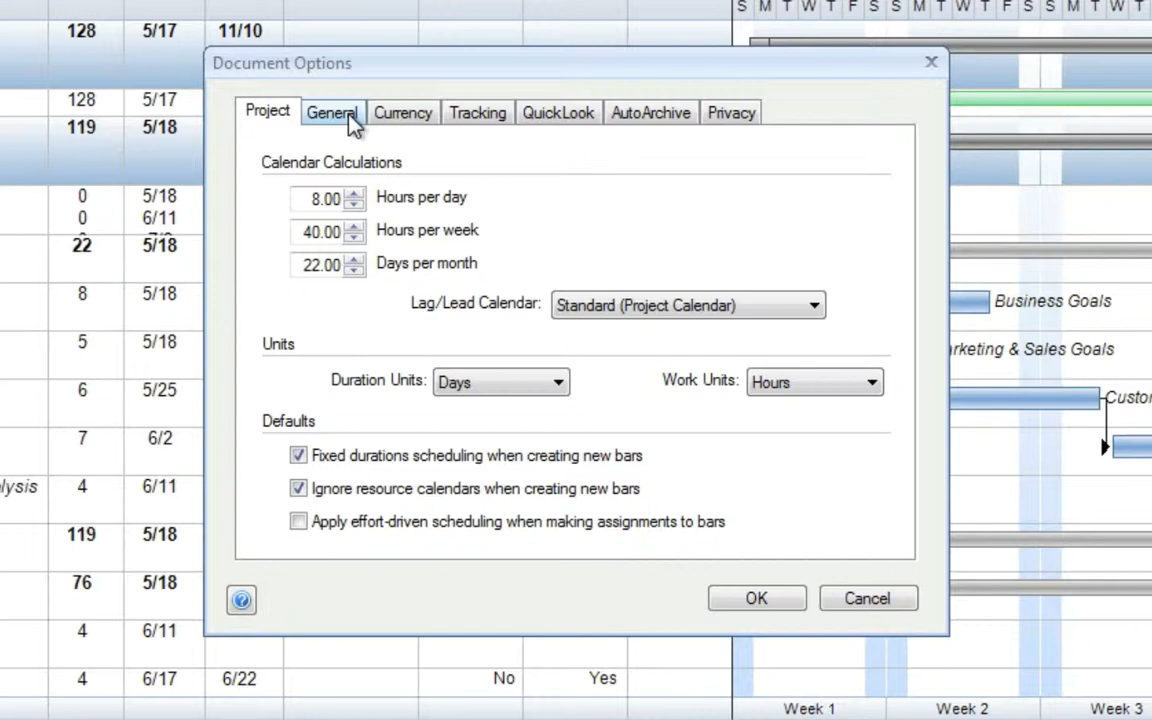 S M T W T F S S M T W T F S S M T W T
128 5/17 11/10
Document Options
128 5/17
119 5/18
Project General Currency Tracking QuickLook AutoArchive Privacy
Calendar Calculations
0 5/18
8.00 Hours per day
0 6/11
40.00 Hours per week
22 5/18
22.00 Days per month
8 5/18
Lag/Lead Calendar: Standard (Project Calendar)
Business Goals
Units
5 5/18
rketing & Sales Goals
Duration Units: Days Work Units: Hours
6 5/25
Custor
Defaults
7 6/2
Fixed durations scheduling when creating new bars
lysis 4 6/11
Ignore resource calendars when creating new bars
Apply effort-driven scheduling when making assignments to bars
119 5/18
76 5/18
OK Cancel
4 6/11
4 6/17 6/22 No Yes
Week 1 Week 2 Week 3